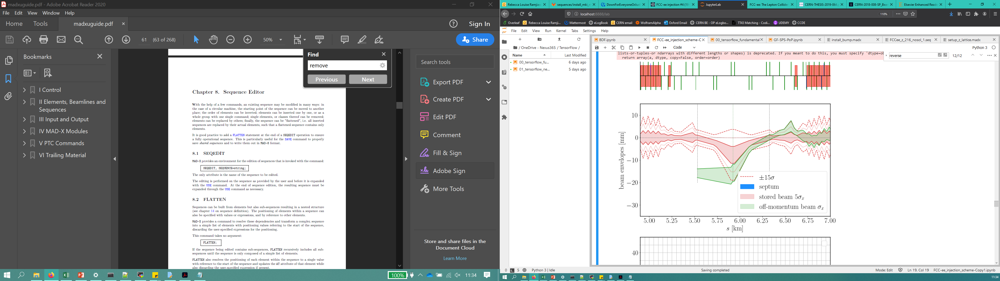 madxuguide.pdf - Adobe Acrobat Reader 2020
File Edit View Window Help
Home Tools madxuguide.pdf × Sign In
61 (63 of 268) 50% Share
Bookmarks
I Control
II Elements, Beamlines and
Sequences
III Input and Output
IV MAD-X Modules
V PTC Commands
VI Trailing Material
Find
remove
Previous Next
Chapter 8. Sequence Editor
With the help of a few commands, an existing sequence may be modified in many ways: in
the case of a circular machine, the starting point of the sequence can be moved to another
place; the order of elements can be inverted; elements can be inserted one by one, or as a
whole group with one single command; single elements, or classes thereof can be removed;
elements can be replaced by others; finally, the sequence can be "flattened", i.e. all inserted
sequences are replaced by their actual elements, such that a flattened sequence contains only
elements.
It is good practice to add a FLATTEN statement at the end of a SEQEDIT operation to ensure
a fully operational sequence. This is particularly useful for the SAVE command to properly
save shared sequences and to write them out in MAD-8 format.
8.1 SEQEDIT
MAD-X provides an environment for the edition of sequences that is invoked with the command:
SEQEDIT, SEQUENCE=string;
The only attribute is the name of the sequence to be edited.
The editing is performed on the sequence as provided by the user and before it is expanded
with the USE command. At the end of sequence edition, the resulting sequence must be
expanded through the USE command as necessary.
8.2 FLATTEN
Sequences can be built from elements but also sub-sequences resulting in a nested structure
(see chapter 14 on sequence definition). The positioning of elements within a sequence can
also be specified with values or expressions, and by reference to other elements.
MAD-X provides a command to resolve these dependencies and transform a complex sequence
into a simple list of elements with positioning values referring to the start of the sequence,
discarding the user-specified expressions for the positioning.
This command takes no argument:
FLATTEN;
If the sequence being edited contains sub-sequences, FLATTEN recursively includes all sub-
sequences until the sequence is only composed of a simple list of elements.
FLATTEN also resolves the positioning of each element within the sequence to a single value
with reference to the start of the sequence and updates the AT attribute of that element while
also discarding the user-specified expression if present.
Search tools
Export PDF
Create PDF
Edit PDF
Comment
Fill & Sign
Adobe Sign
More Tools
Store and share files in the
Document Cloud
Learn More
100% 11:34
Rebecca Louise Ramjiaw sequences/install_mki_m DownForEveryoneOrJust FCC-ee injection #4 (19 JupyterLab FCC-ee: The Lepton Collider CERN-THESIS-2019-064.p CERN-2018-008-SP_Bea Elsevier Enhanced Reade
localhost:8888/lab 110%
Overleaf Rebecca Louise Ramji... Mattermost eLogBook CERN email WolframAlpha Oxford Email CERN BE - OP eLogbo... TT43 Matching - Codi... UDEMY CCDE
File Edit View Run Kernel Tabs Settings Help
/ OneDrive - Nexus365 / TensorFlow /
Name Last Modified
00_tensorflow_fu... 6 days ago
01_tensorflow_ne... 5 days ago
BDF.ipynb FCC-ee_injection_scheme-C 00_tensorflow_fundamental GF-SPS-PoP.ipynb install_bump.madx FCCee_z_216_nosol_1.seq setup_z_lattice.madx
Code Python 3
lists-or-tuples-or ndarrays with different lengths or shapes) is deprecated. If you meant to do this, you must specify 'dtype=ob
return array(a, dtype, copy=False, order=order)
reverse 12/12
10
0
−10
−20
−30
beam envelopes [mm]
±15σ
septum
stored beam 5σx
off-momentum beam σx
5.00 5.25 5.50 5.75 6.00 6.25 6.50 6.75 7.00
s [km]
40
0 5 Python 3 | Idle Saving completed Mode: Edit Ln 19, Col 19 FCC-ee_injection_scheme-Copy1.ipynb
11:34